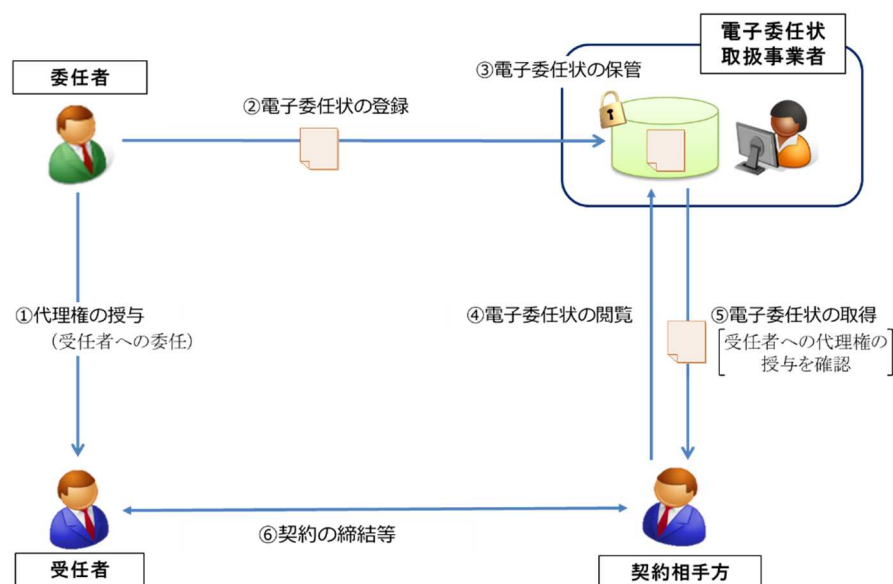 電子委任状
取扱事業者
委任者
③電子委任状の保管
②電子委任状の登録
①代理権の授与
（受任者への委任）
④電子委任状の閲覧
⑤電子委任状の取得
受任者への代理権の
授与を確認
⑥契約の締結等
受任者
契約相手方